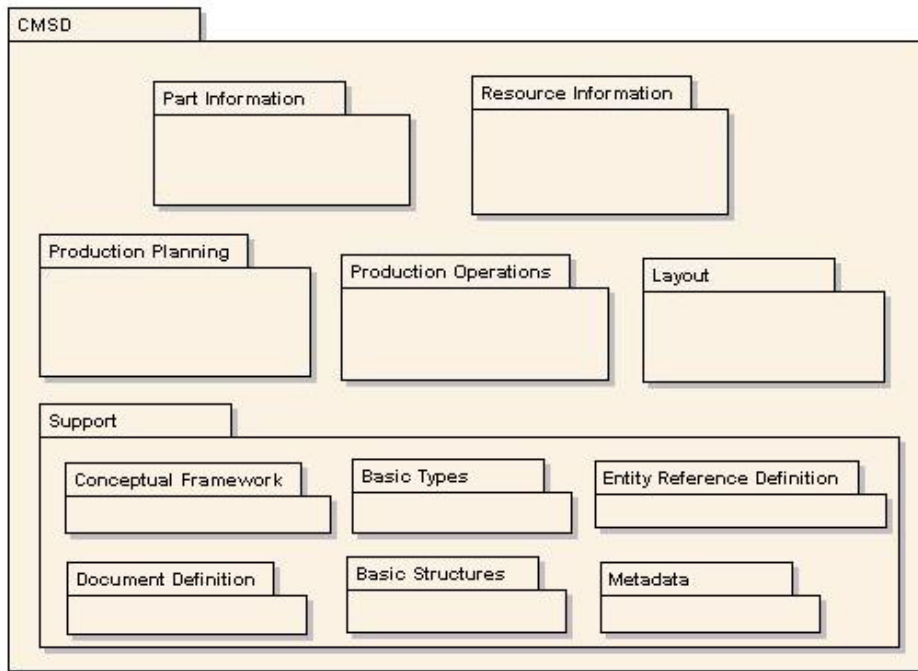 CMSD
Part Information
Resource Information
Production Planning
Production Operations
Layout
Support
Conceptual Framework
Basic Types
Entity Reference Definition
Document Definition
Basic Structures
Metadata